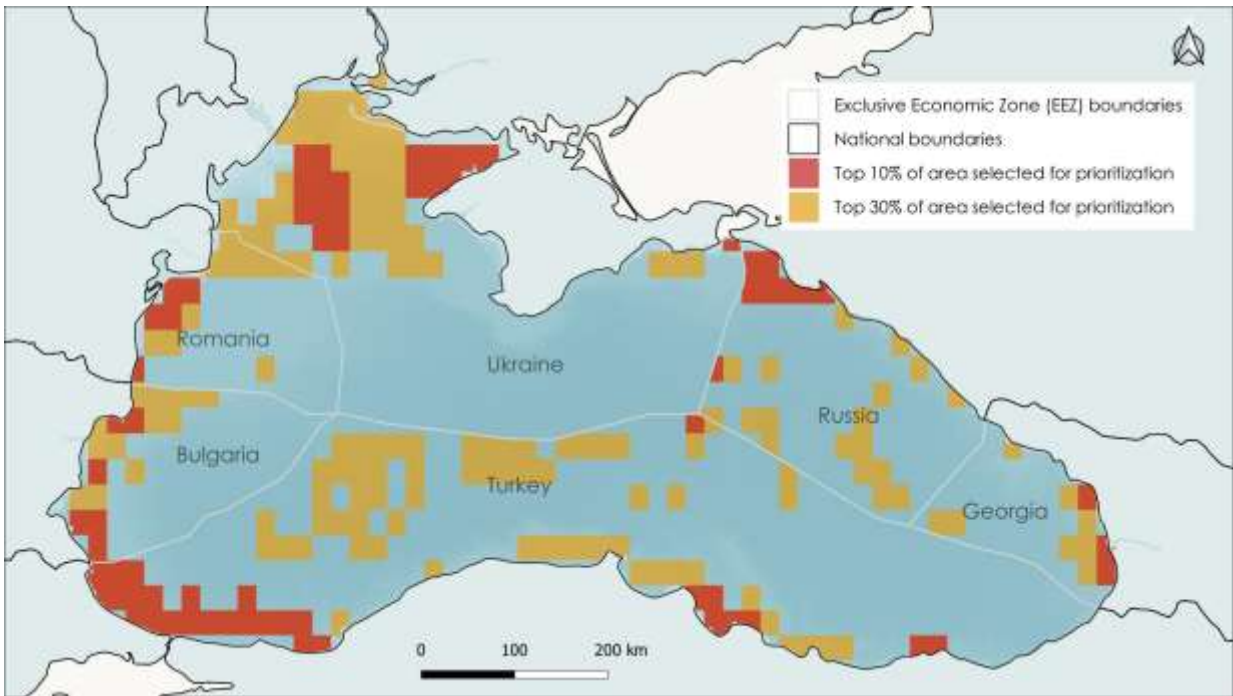 Exclusive Economic Zone (EEZ) boundaries
National boundaries
Top 10% of area selected for prioritization
Top 30% of area selected for prioritization
Romania
Ukraine
Russia
Bulgaria
Turkey
Georgia
0 100 200 km